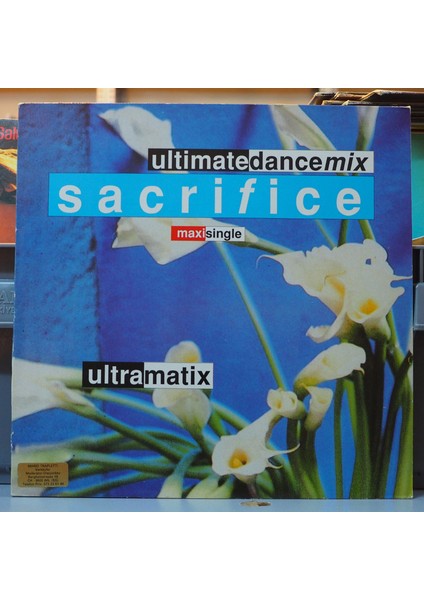 ultimatedancemix
sacrifice
maxisingle
ultramatix